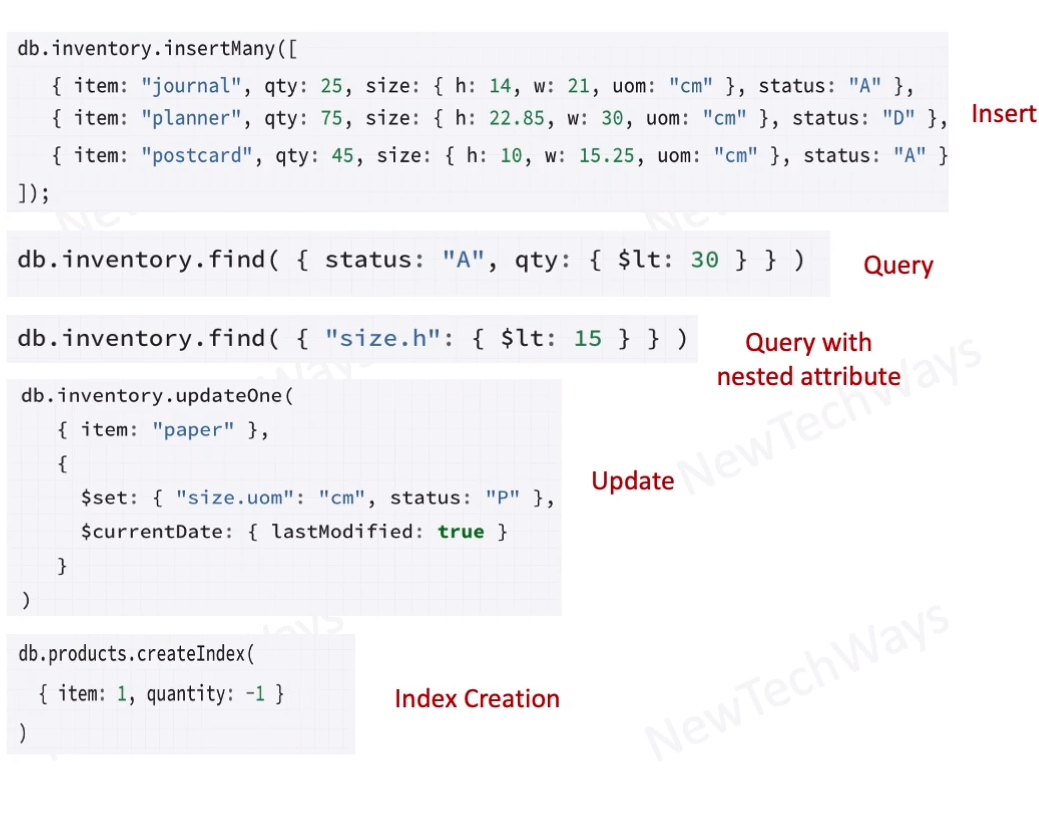 db.inventory.insertMany([
{ item: "journal", qty: 25, size: { h: 14, w: 21, uom: "cm" }, status: "A" },
{ item: "planner", qty: 75, size: { h: 22.85, w: 30, uom: "cm" }, status: "D" },
{ item: "postcard", qty: 45, size: { h: 10, w: 15.25, uom: "cm" }, status: "A" }
]);
Insert
db.inventory.find( { status: "A", qty: { $lt: 30 } } )
Query
db.inventory.find( { "size.h": { $lt: 15 } } )
Query with
nested attribute
db.inventory.updateOne(
{ item: "paper" },
{
$set: { "size.uom": "cm", status: "P" },
$currentDate: { lastModified: true }
}
)
Update
db.products.createIndex(
{ item: 1, quantity: -1 }
)
Index Creation
NewTechWays
NewTechWays